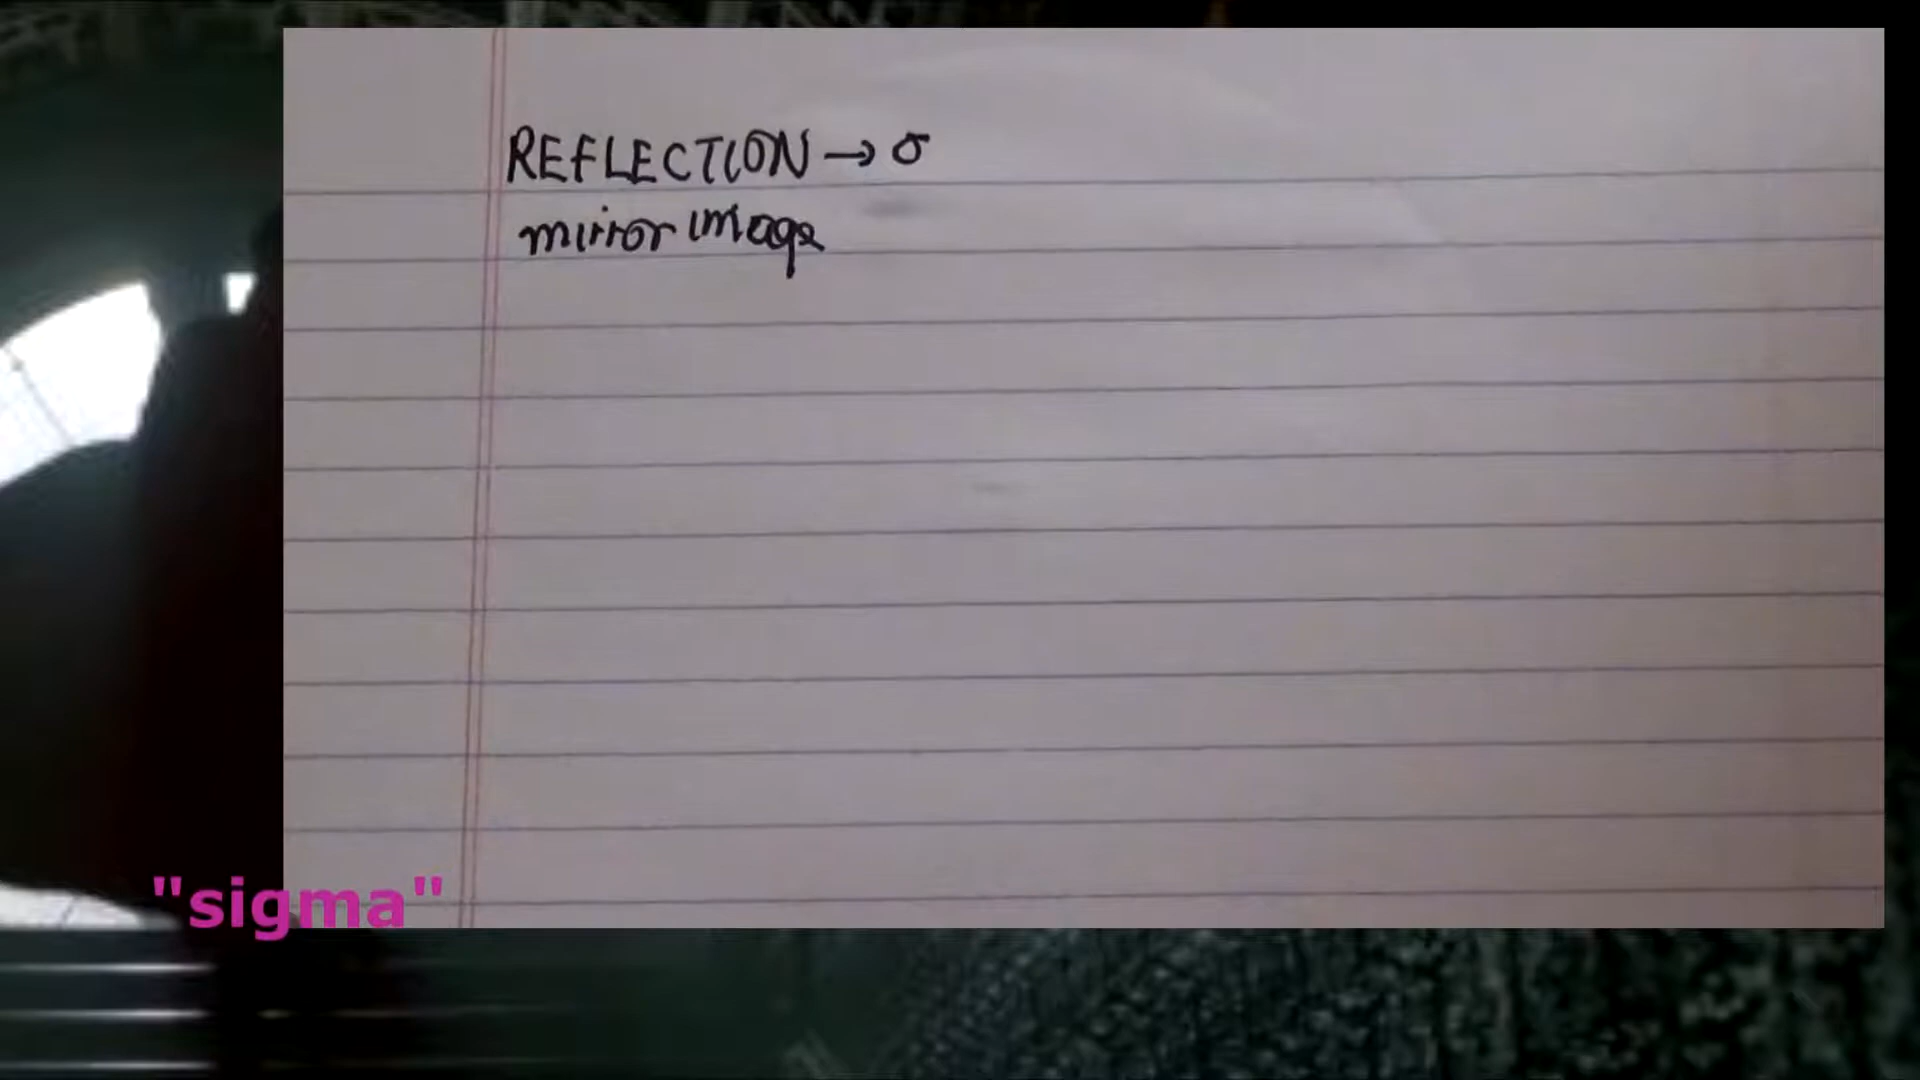 REFLECTION → σ
mirror image
"sigma"